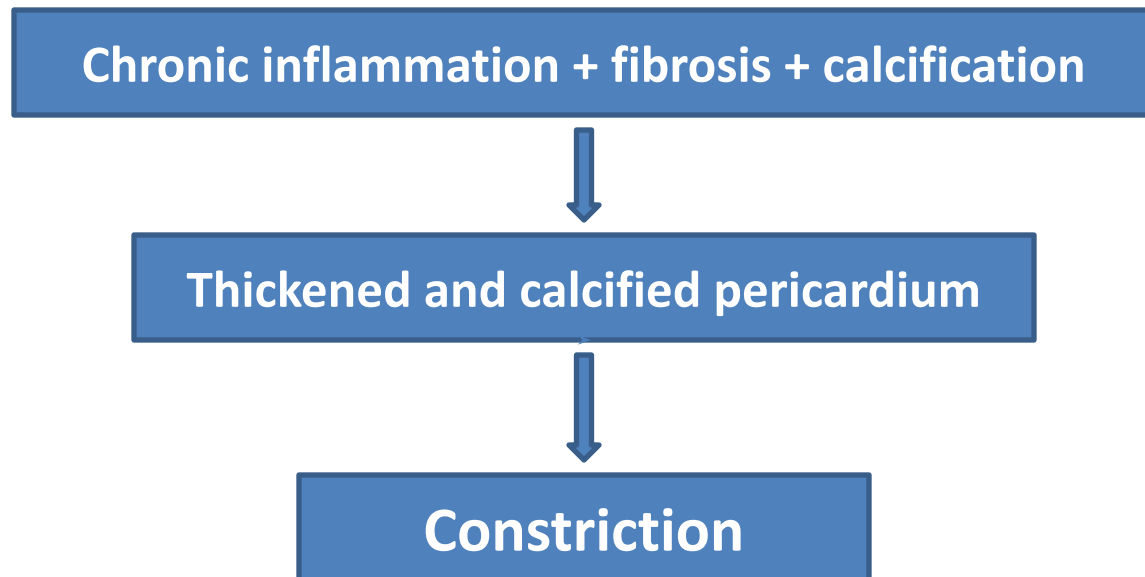 Chronic inflammation + fibrosis + calcification
Thickened and calcified pericardium
Constriction